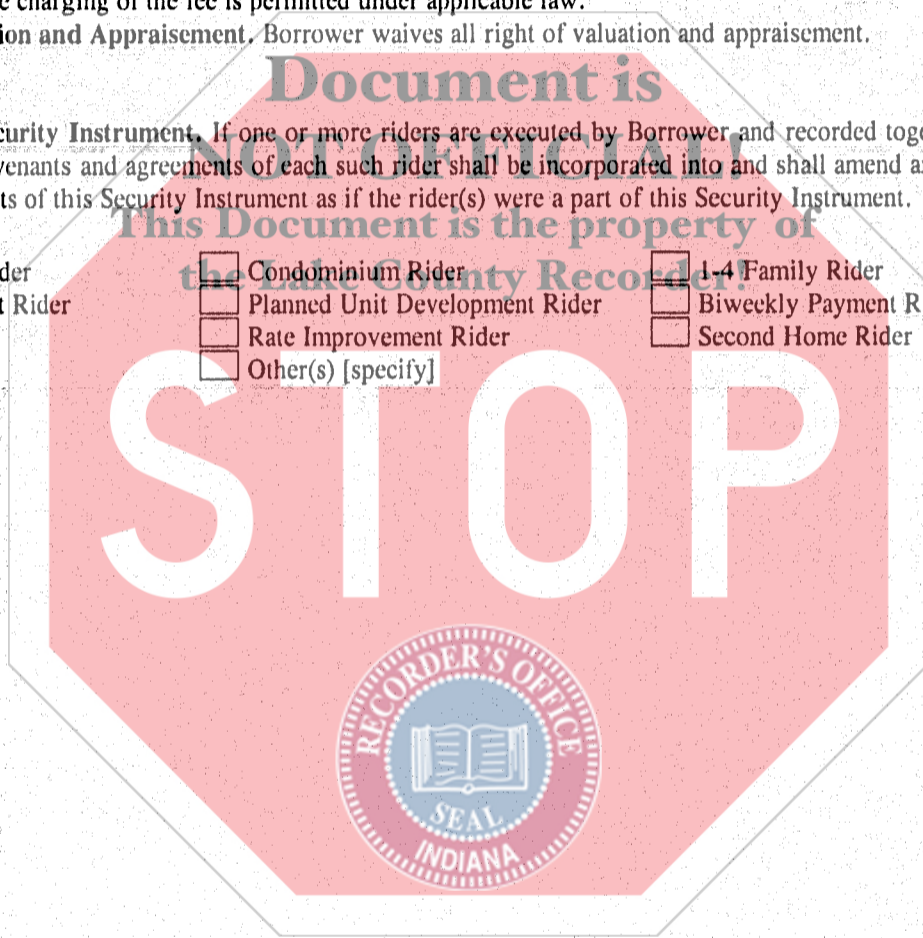 e charging of the fee is permitted under applicable law.
ion and Appraisement. Borrower waives all right of valuation and appraisement.
Document is
curity Instrument. If one or more riders are executed by Borrower and recorded toge
NOT OFFICIAL!
venants and agreements of each such rider shall be incorporated into and shall amend a
ts of this Security Instrument as if the rider(s) were a part of this Security Instrument.
This Document is the property of
the Lake County Recorder!
der Condominium Rider 1-4 Family Rider
t Rider Planned Unit Development Rider Biweekly Payment R
Rate Improvement Rider Second Home Rider
Other(s) [specify]
STOP
RECORDER'S OFFICE
SEAL
INDIANA